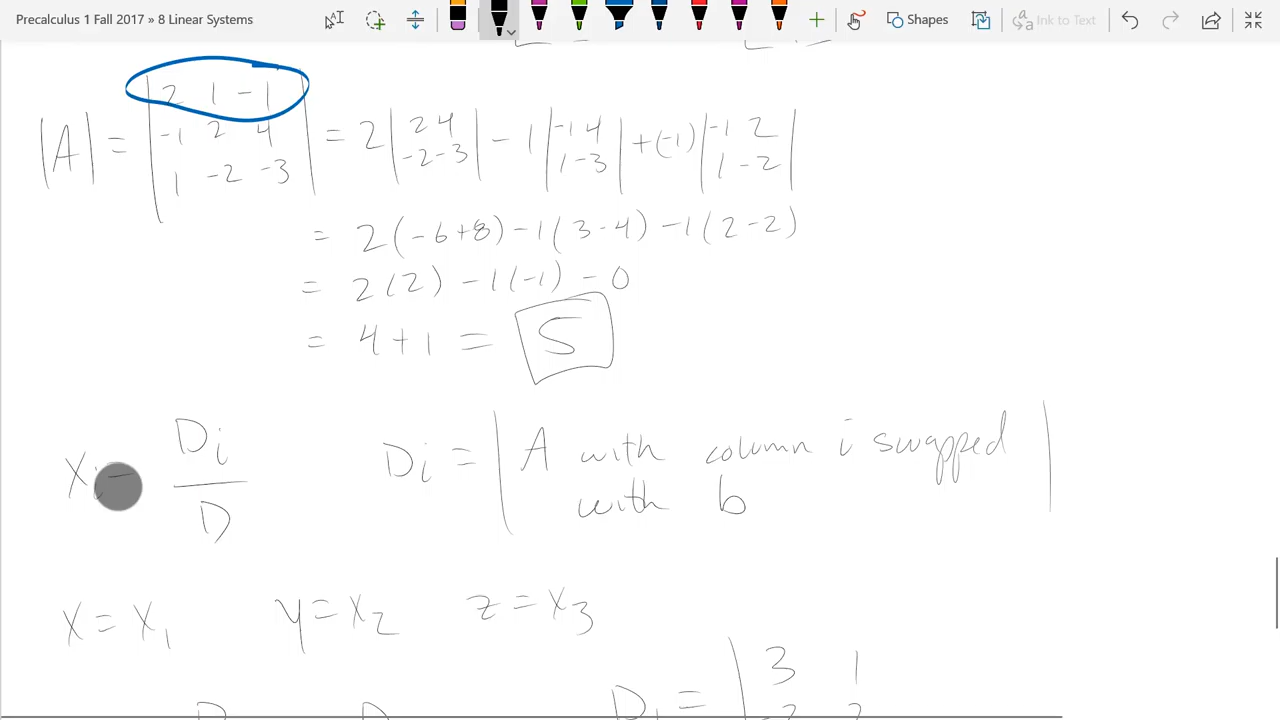 Precalculus 1 Fall 2017 » 8 Linear Systems
Shapes
Ink to Text
|A| = | 2 1 -1 | = 2 | 2 4 | - 1 | -1 4 | + (-1) | -1 2 |
| -1 2 4 | | -2 -3 | | 1 -3 | | 1 -2 |
| 1 -2 -3 |
= 2(-6+8) -1(3-4) -1(2-2)
= 2(2) -1(-1) -0
= 4+1 = 5
Xi = Di / D
Di = | A with column i swapped
with b |
X = X1 y = X2 z = X3
D D D1 = | 3 1